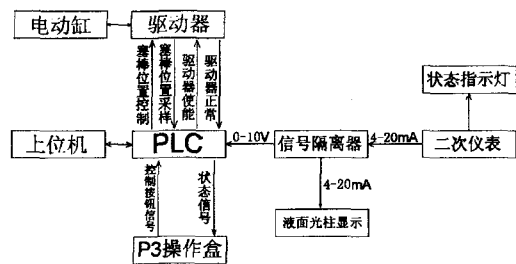 电动缸
驱动器
塞棒位置控制
塞棒位置采样
驱动器使能
驱动器正常
状态指示灯
上位机
PLC
0-10V
信号隔离器
4-20mA
二次仪表
控制按钮信号
状态信号
4-20mA
P3操作盒
液面光柱显示